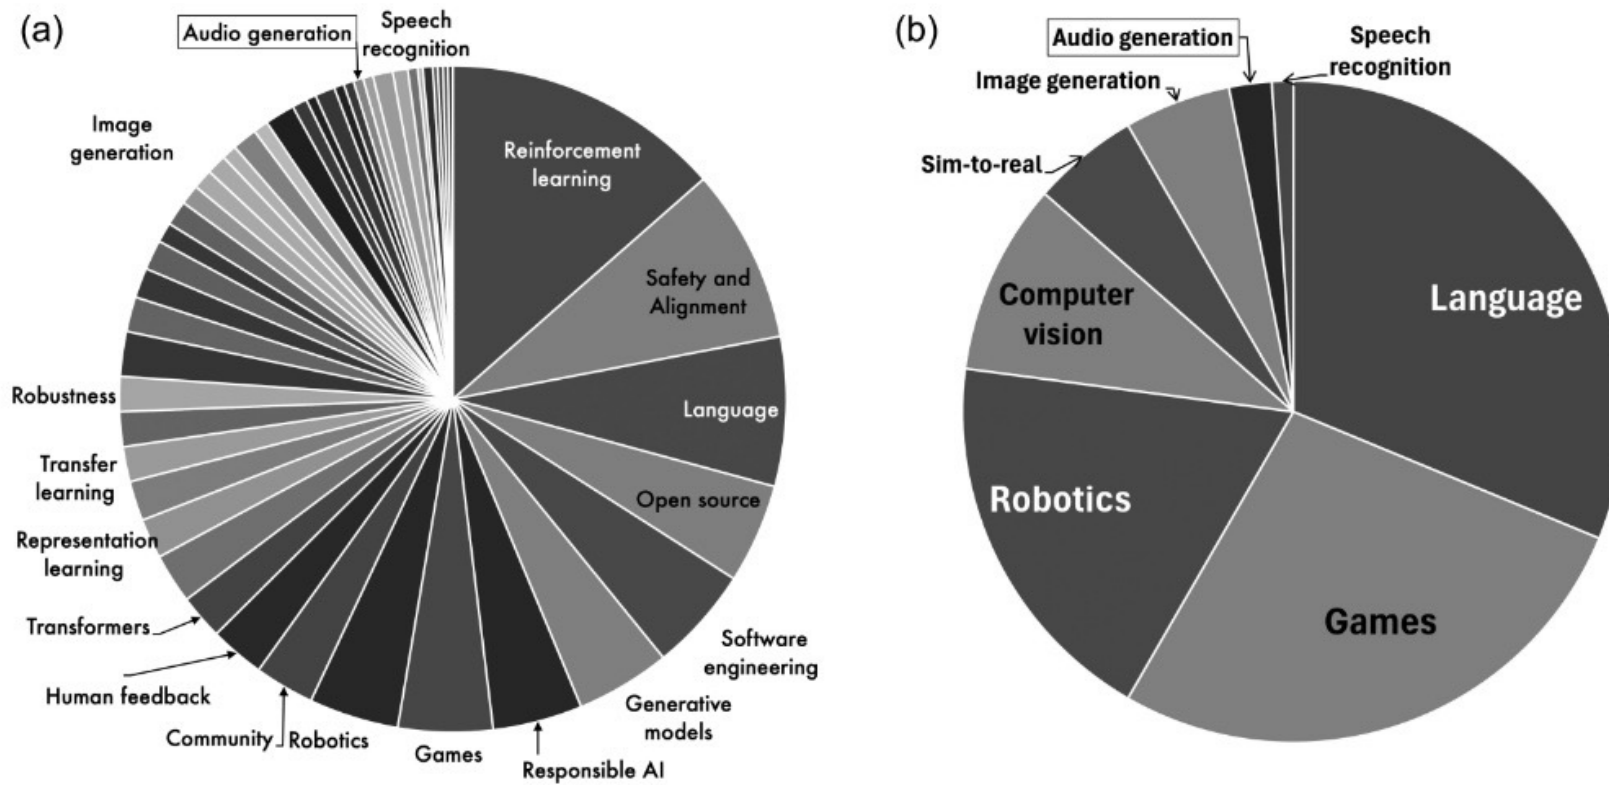 (a)
Audio generation
Speech
recognition
Image
generation
Reinforcement
learning
Safety and
Alignment
Language
Open source
Software
engineering
Generative
models
Responsible AI
Games
Robotics
Community
Human feedback
Transformers
Representation
learning
Transfer
learning
Robustness
(b)
Audio generation
Speech
recognition
Image generation
Sim-to-real
Computer
vision
Language
Robotics
Games